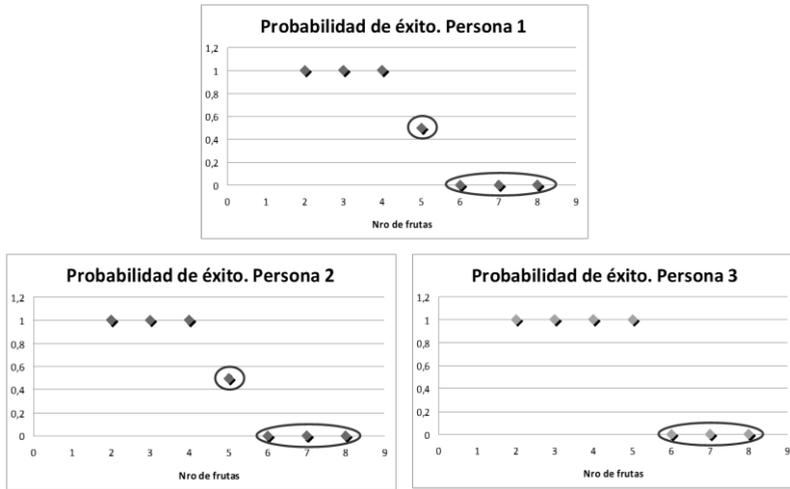 Probabilidad de éxito. Persona 1
1,2
1
0,8
0,6
0,4
0,2
0
0 1 2 3 4 5 6 7 8 9
Nro de frutas
Probabilidad de éxito. Persona 2
1,2
1
0,8
0,6
0,4
0,2
0
0 1 2 3 4 5 6 7 8 9
Nro de frutas
Probabilidad de éxito. Persona 3
1,2
1
0,8
0,6
0,4
0,2
0
0 1 2 3 4 5 6 7 8 9
Nro de frutas